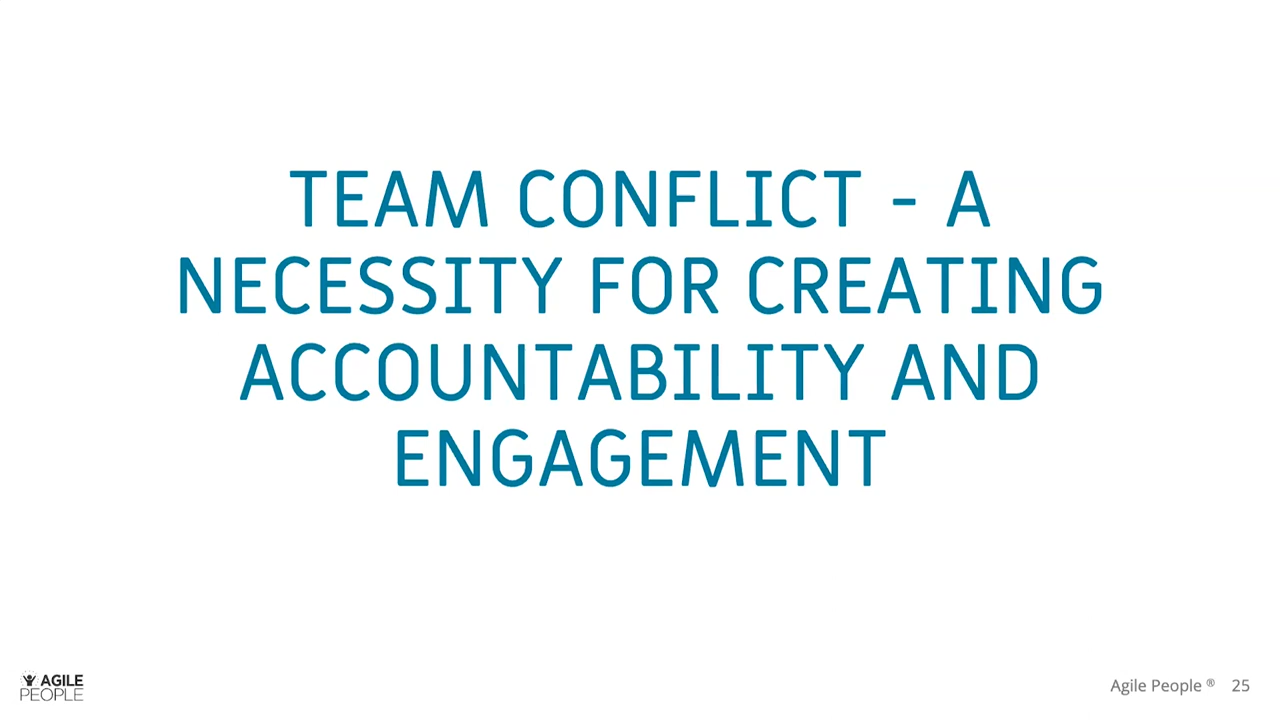 TEAM CONFLICT - A
NECESSITY FOR CREATING
ACCOUNTABILITY AND
ENGAGEMENT
AGILE
PEOPLE
Agile People ® 25